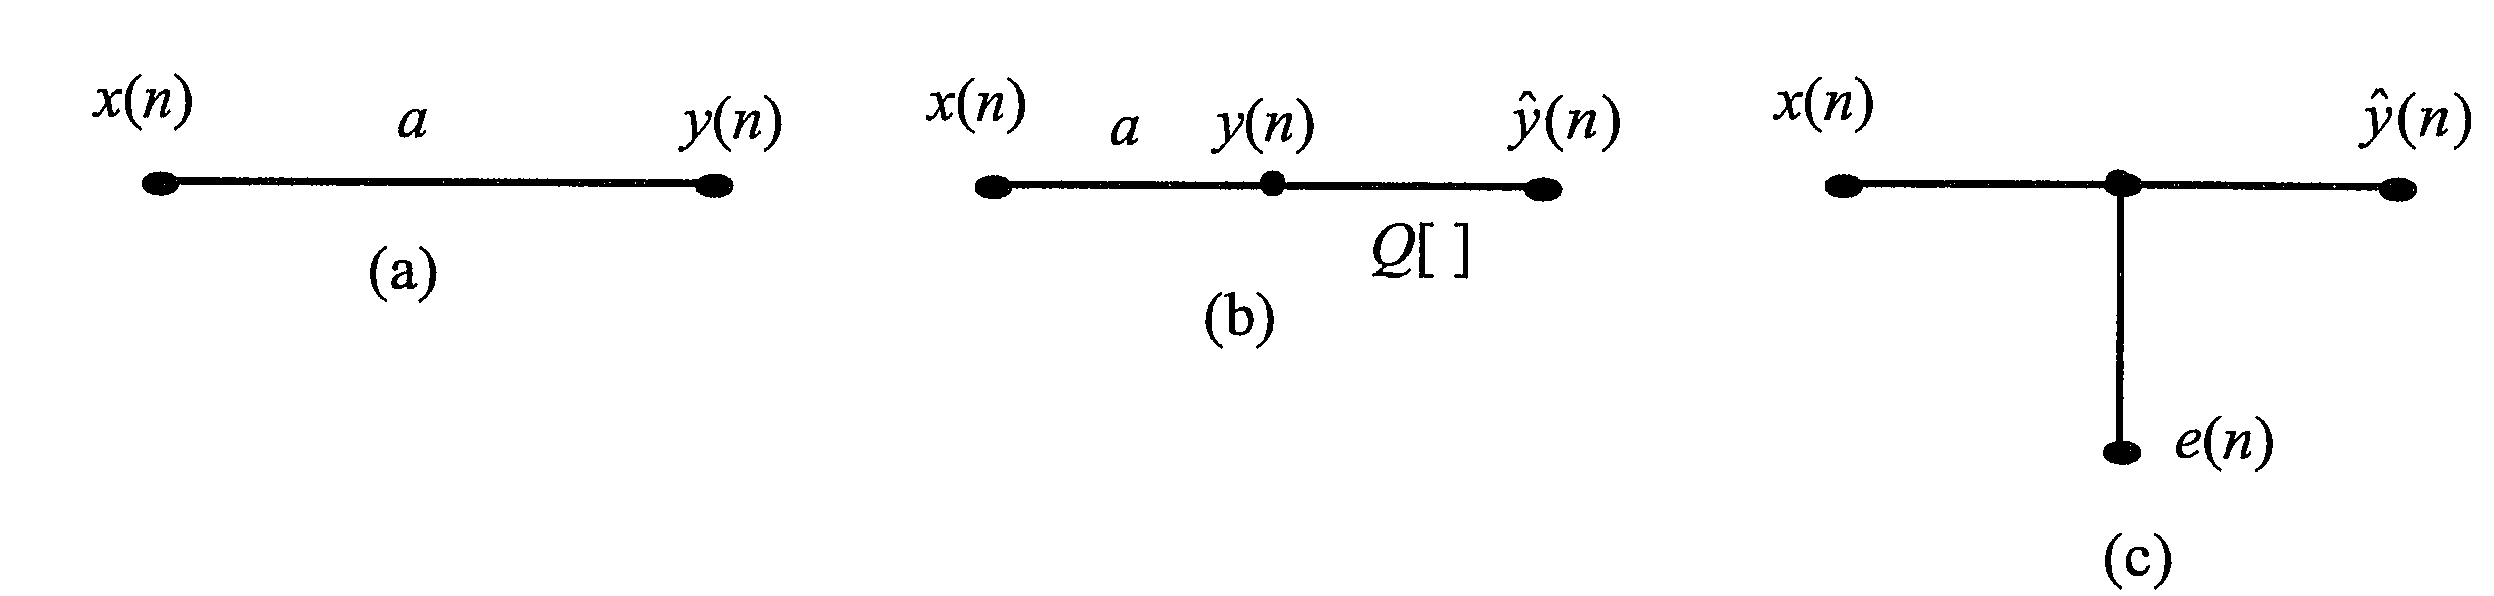 x(n) a y(n)
(a)
x(n) a y(n) ŷ(n)
Q[ ]
(b)
x(n) ŷ(n)
e(n)
(c)